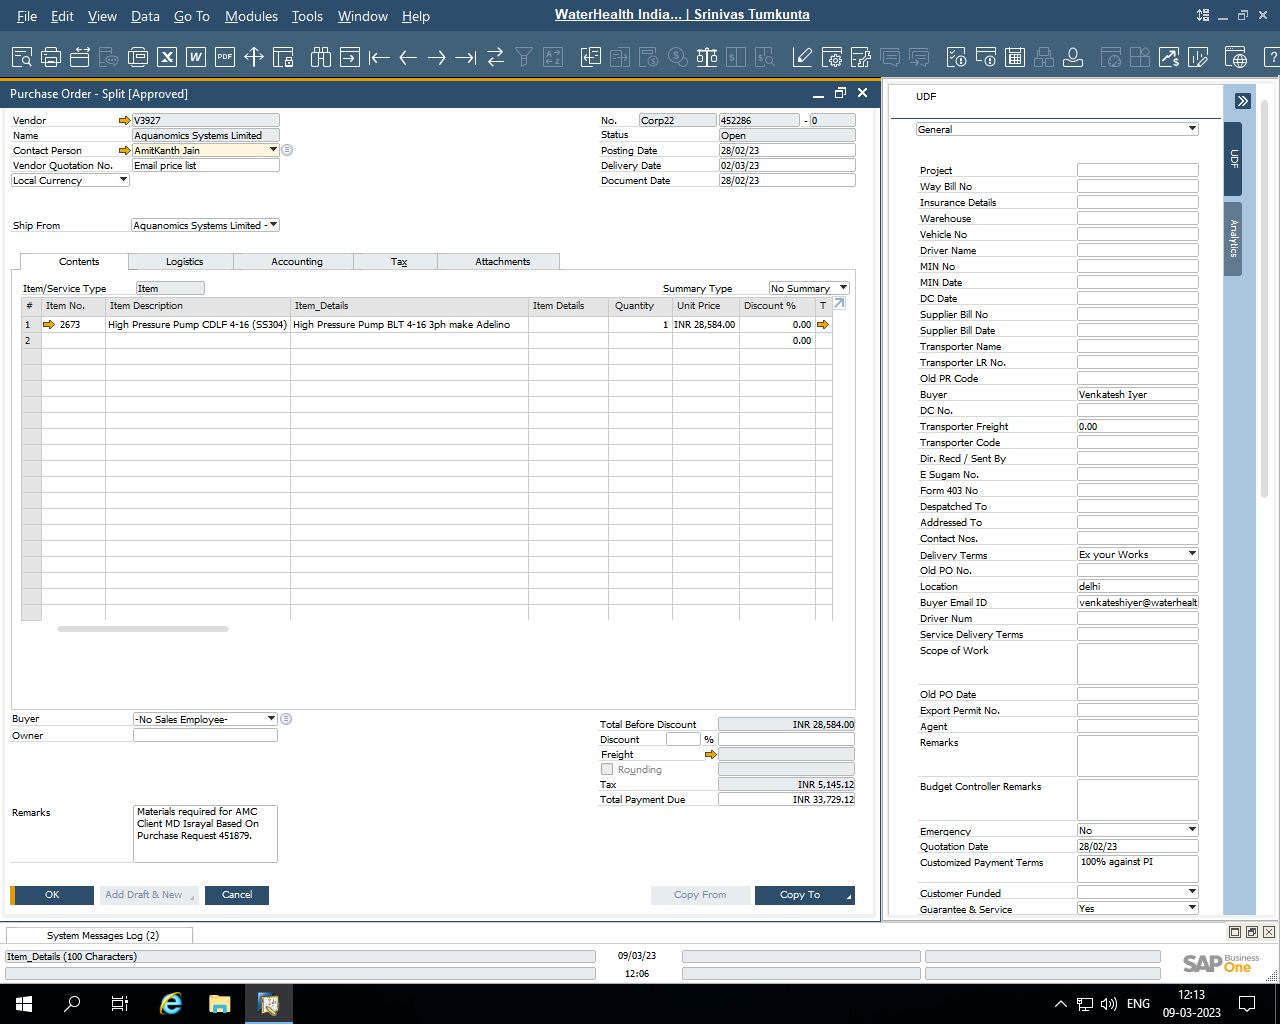 File Edit View Data Go To Modules Tools Window Help
WaterHealth India... | Srinivas Tumkunta
Purchase Order - Split [Approved]
Vendor V3927
Name Aquanomics Systems Limited
Contact Person AmitKanth Jain
Vendor Quotation No. Email price list
Local Currency
Ship From Aquanomics Systems Limited -
No. Corp22 452286 - 0
Status Open
Posting Date 28/02/23
Delivery Date 02/03/23
Document Date 28/02/23
Contents Logistics Accounting Tax Attachments
Item/Service Type Item Summary Type No Summary
# Item No. Item Description Item_Details Item Details Quantity Unit Price Discount % T
1 2673 High Pressure Pump CDLF 4-16 (SS304) High Pressure Pump BLT 4-16 3ph make Adelino 1 INR 28,584.00 0.00
2 0.00
Buyer -No Sales Employee-
Owner
Remarks Materials required for AMC
Client MD Israyal Based On
Purchase Request 451879.
Total Before Discount INR 28,584.00
Discount %
Freight
Rounding
Tax INR 5,145.12
Total Payment Due INR 33,729.12
OK Add Draft & New Cancel Copy From Copy To
UDF
General
Project
Way Bill No
Insurance Details
Warehouse
Vehicle No
Driver Name
MIN No
MIN Date
DC Date
Supplier Bill No
Supplier Bill Date
Transporter Name
Transporter LR No.
Old PR Code
Buyer Venkatesh Iyer
DC No.
Transporter Freight 0.00
Transporter Code
Dir. Recd / Sent By
E Sugam No.
Form 403 No
Despatched To
Addressed To
Contact Nos.
Delivery Terms Ex your Works
Old PO No.
Location delhi
Buyer Email ID venkateshiyer@waterhealt
Driver Num
Service Delivery Terms
Scope of Work
Old PO Date
Export Permit No.
Agent
Remarks
Budget Controller Remarks
Emergency No
Quotation Date 28/02/23
Customized Payment Terms 100% against PI
Customer Funded
Guarantee & Service Yes
UDF
Analytics
System Messages Log (2)
Item_Details (100 Characters) 09/03/23
12:06
SAP Business One
ENG 12:13
09-03-2023